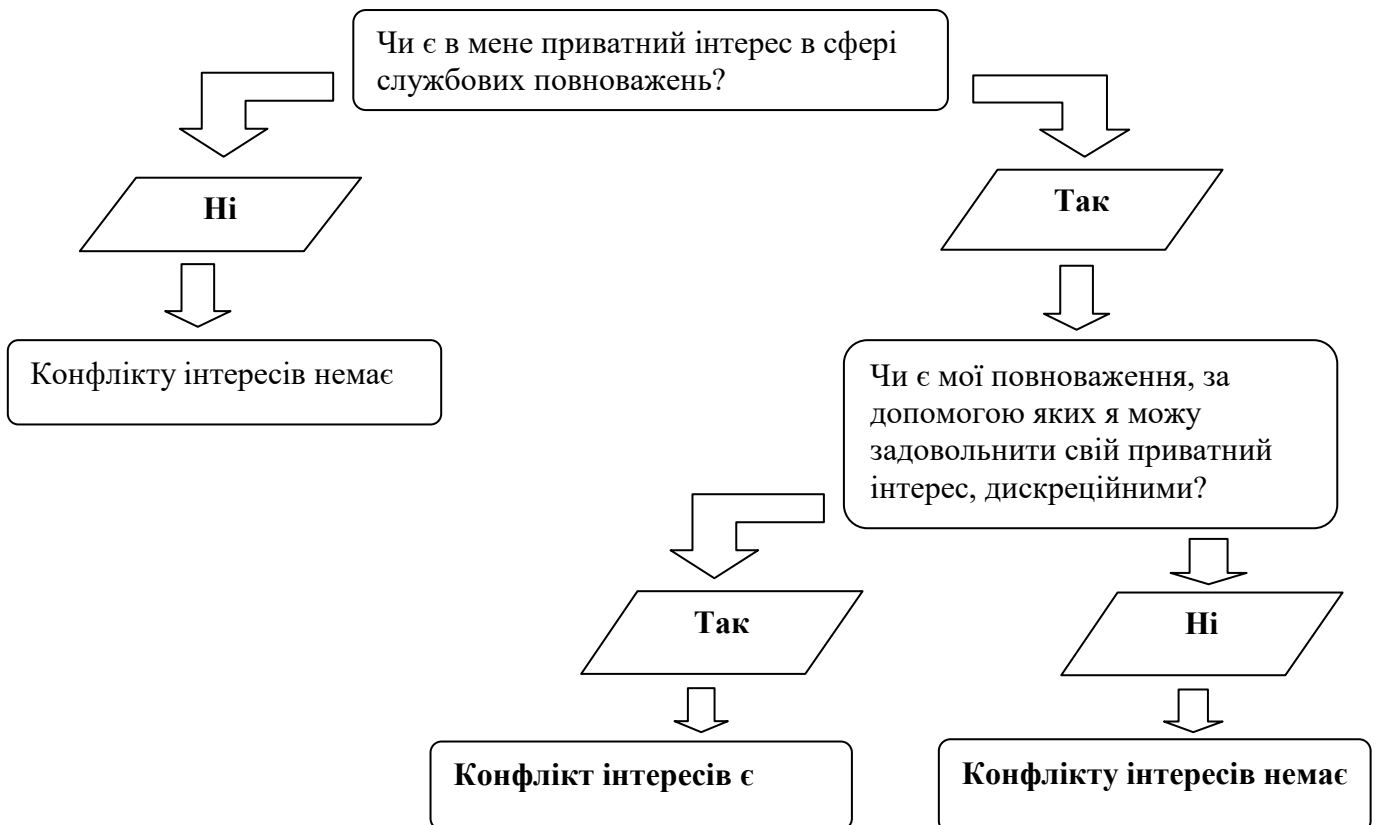 Чи є в мене приватний інтерес в сфері
службових повноважень?
Ні
Так
Конфлікту інтересів немає
Чи є мої повноваження, за
допомогою яких я можу
задовольнити свій приватний
інтерес, дискреційними?
Так
Ні
Конфлікт інтересів є
Конфлікту інтересів немає